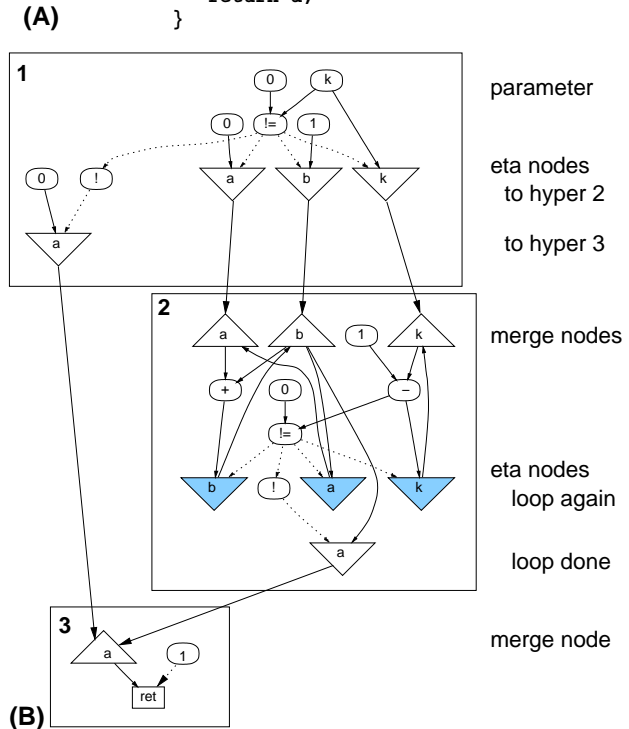 return a;
(A) }
1
0 k parameter
0 != 1
0 ! a b k eta nodes
to hyper 2
a to hyper 3
2
a b 1 k merge nodes
+ 0 −
!=
b ! a k eta nodes
loop again
a loop done
3
a 1 merge node
ret
(B)